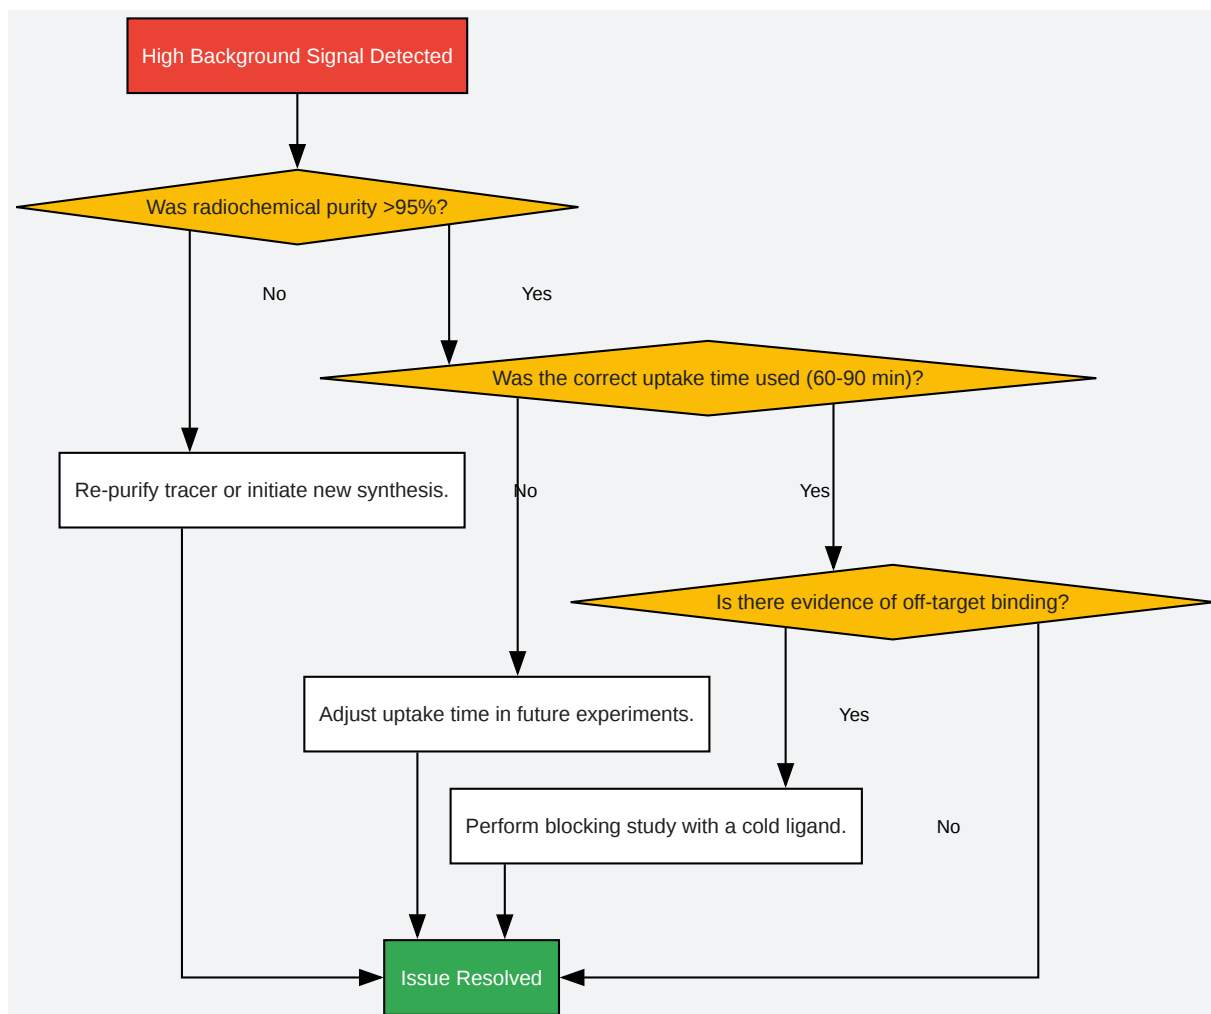 High Background Signal Detected
Was radiochemical purity >95%?
No
Yes
Was the correct uptake time used (60-90 min)?
Re-purify tracer or initiate new synthesis.
No
Yes
Is there evidence of off-target binding?
Adjust uptake time in future experiments.
Yes
Perform blocking study with a cold ligand.
No
Issue Resolved